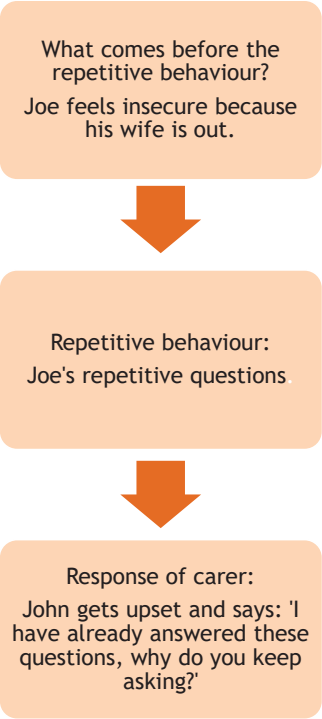 What comes before the
repetitive behaviour?
Joe feels insecure because
his wife is out.
Repetitive behaviour:
Joe's repetitive questions.
Response of carer:
John gets upset and says: 'I
have already answered these
questions, why do you keep
asking?'